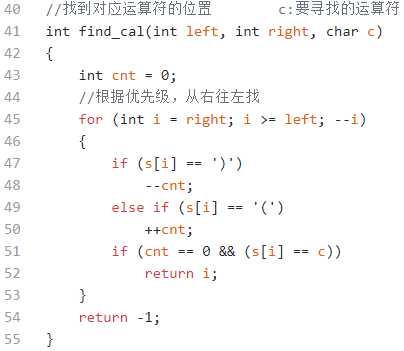 40 //找到对应运算符的位置        c:要寻找的运算符
41 int find_cal(int left, int right, char c)
42 {
43     int cnt = 0;
44     //根据优先级，从右往左找
45     for (int i = right; i >= left; --i)
46     {
47         if (s[i] == ')')
48             --cnt;
49         else if (s[i] == '(')
50             ++cnt;
51         if (cnt == 0 && (s[i] == c))
52             return i;
53     }
54     return -1;
55 }